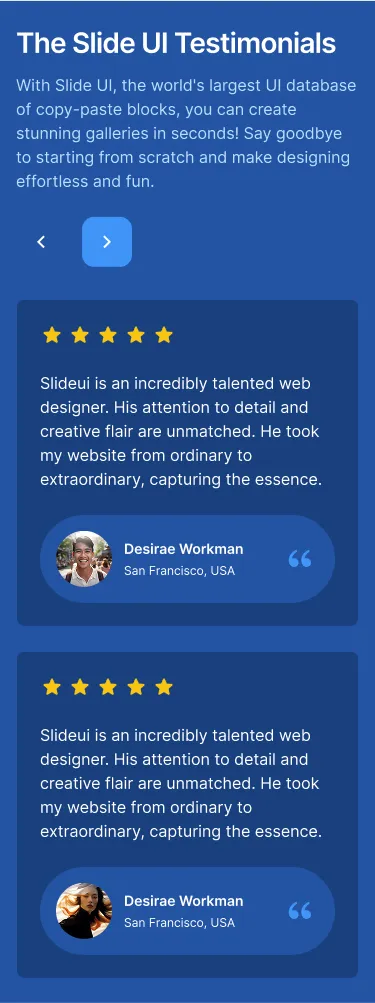 The Slide UI Testimonials
With Slide UI, the world's largest UI database
of copy-paste blocks, you can create
stunning galleries in seconds! Say goodbye
to starting from scratch and make designing
effortless and fun.
Slideui is an incredibly talented web
designer. His attention to detail and
creative flair are unmatched. He took
my website from ordinary to
extraordinary, capturing the essence.
Desirae Workman
San Francisco, USA
Slideui is an incredibly talented web
designer. His attention to detail and
creative flair are unmatched. He took
my website from ordinary to
extraordinary, capturing the essence.
Desirae Workman
San Francisco, USA